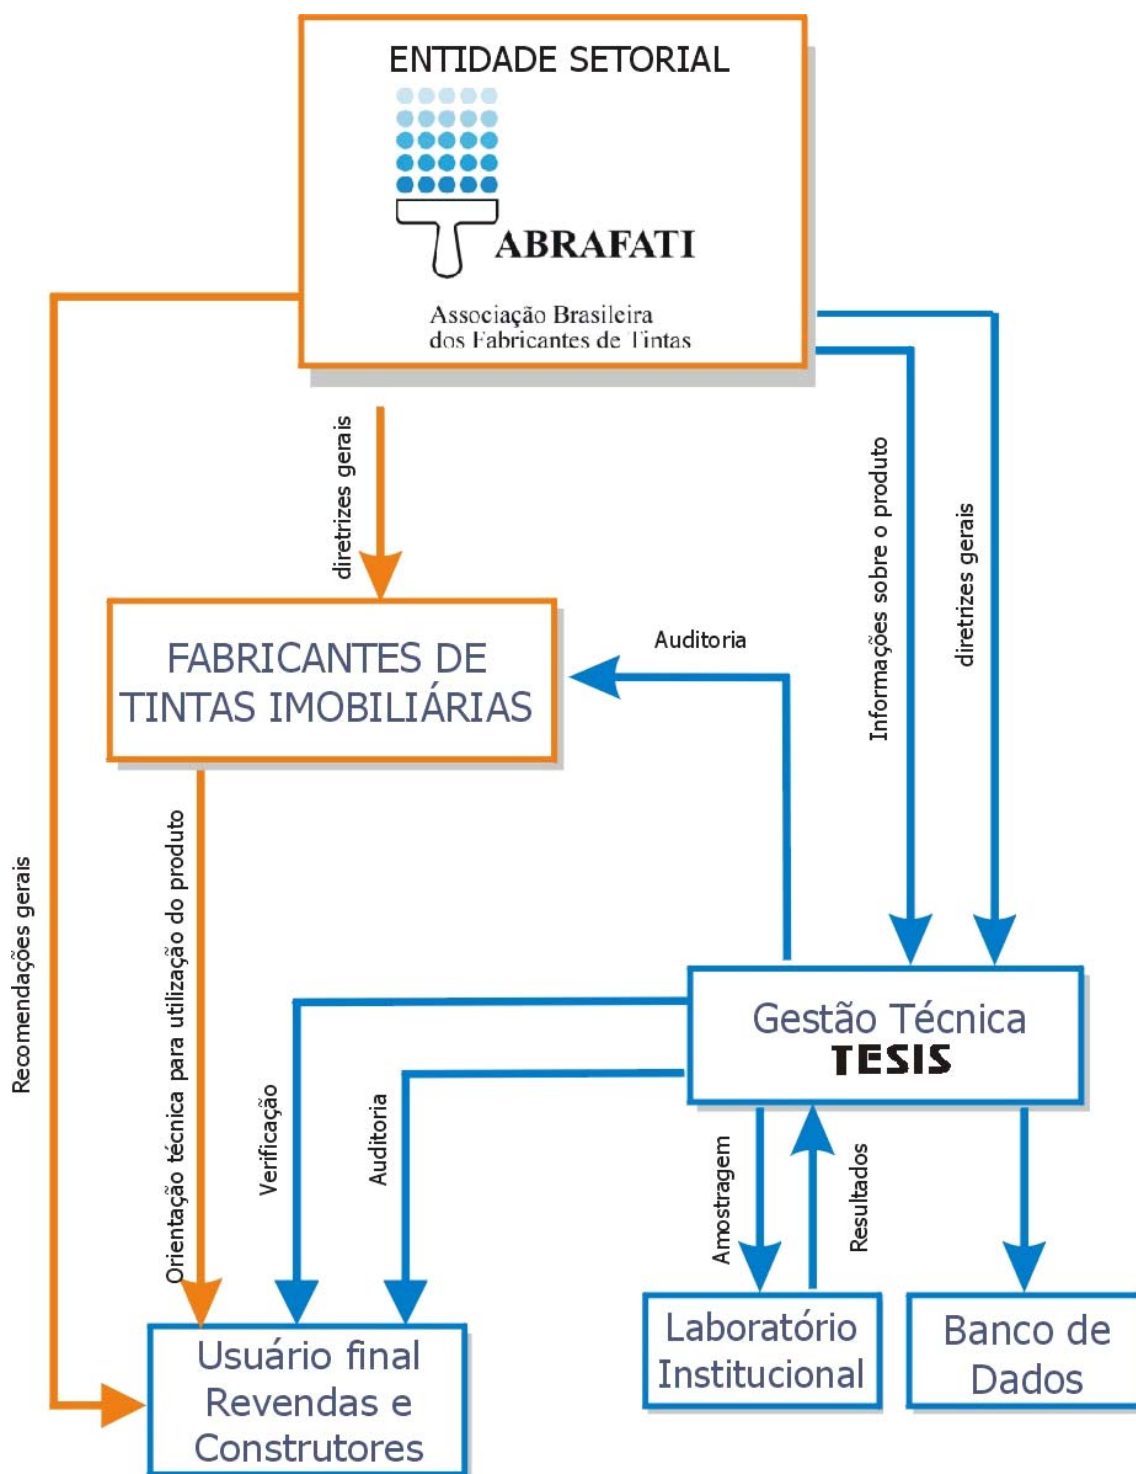 ENTIDADE SETORIAL
ABRAFATI
Associação Brasileira
dos Fabricantes de Tintas
diretrizes gerais
Informações sobre o produto
diretrizes gerais
FABRICANTES DE
TINTAS IMOBILIÁRIAS
Auditoria
Recomendações gerais
Orientação técnica para utilização do produto
Gestão Técnica
TESIS
Verificação
Auditoria
Amostragem
Resultados
Usuário final
Revendas e
Construtores
Laboratório
Institucional
Banco de
Dados